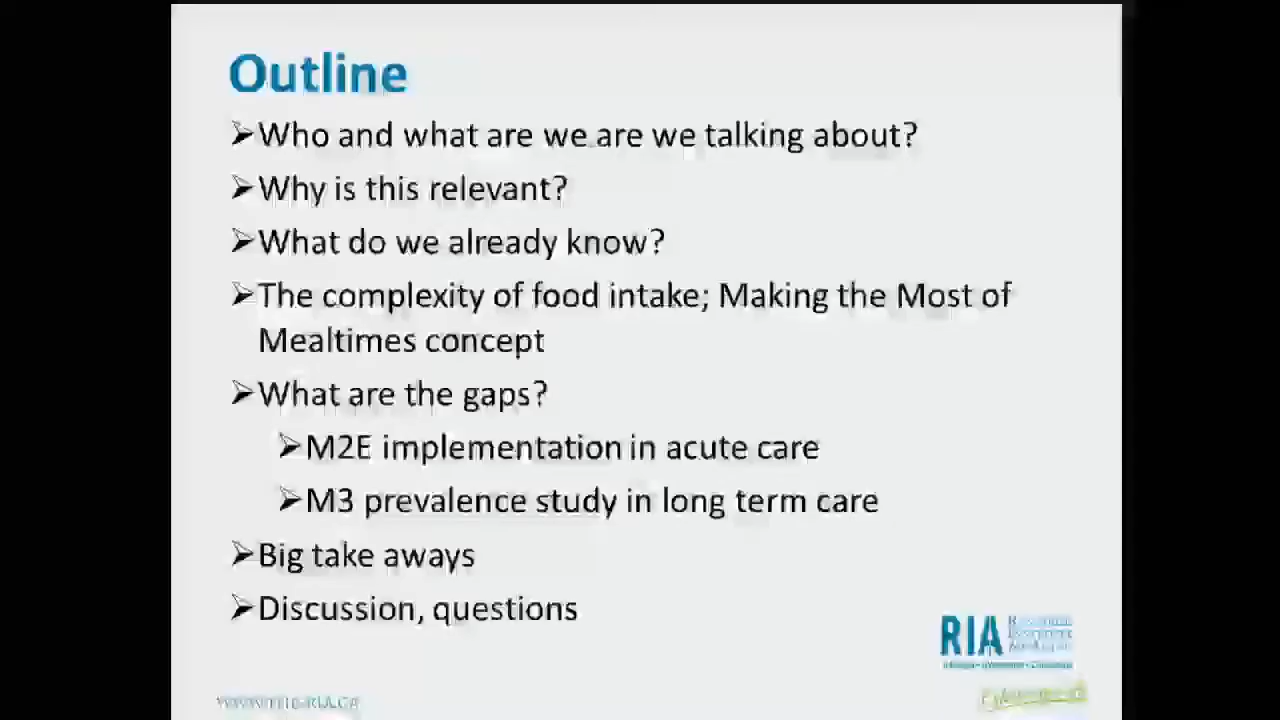 Outline
➢Who and what are we are we talking about?
➢Why is this relevant?
➢What do we already know?
➢The complexity of food intake; Making the Most of
Mealtimes concept
➢What are the gaps?
➢M2E implementation in acute care
➢M3 prevalence study in long term care
➢Big take aways
➢Discussion, questions
RIA